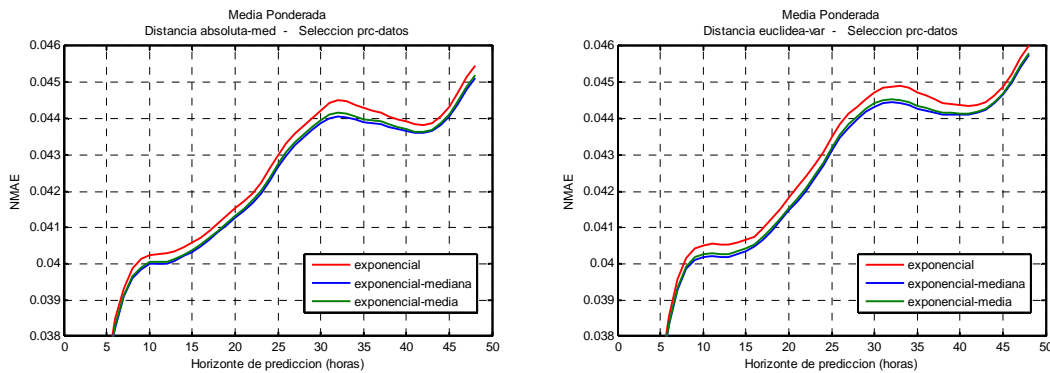 Media Ponderada
Distancia absoluta-med - Seleccion prc-datos
NMAE
0.046
0.045
0.044
0.043
0.042
0.041
0.04
0.039
0.038
0 5 10 15 20 25 30 35 40 45 50
Horizonte de prediccion (horas)
exponencial
exponencial-mediana
exponencial-media
Media Ponderada
Distancia euclidea-var - Seleccion prc-datos
NMAE
0.046
0.045
0.044
0.043
0.042
0.041
0.04
0.039
0.038
0 5 10 15 20 25 30 35 40 45 50
Horizonte de prediccion (horas)
exponencial
exponencial-mediana
exponencial-media